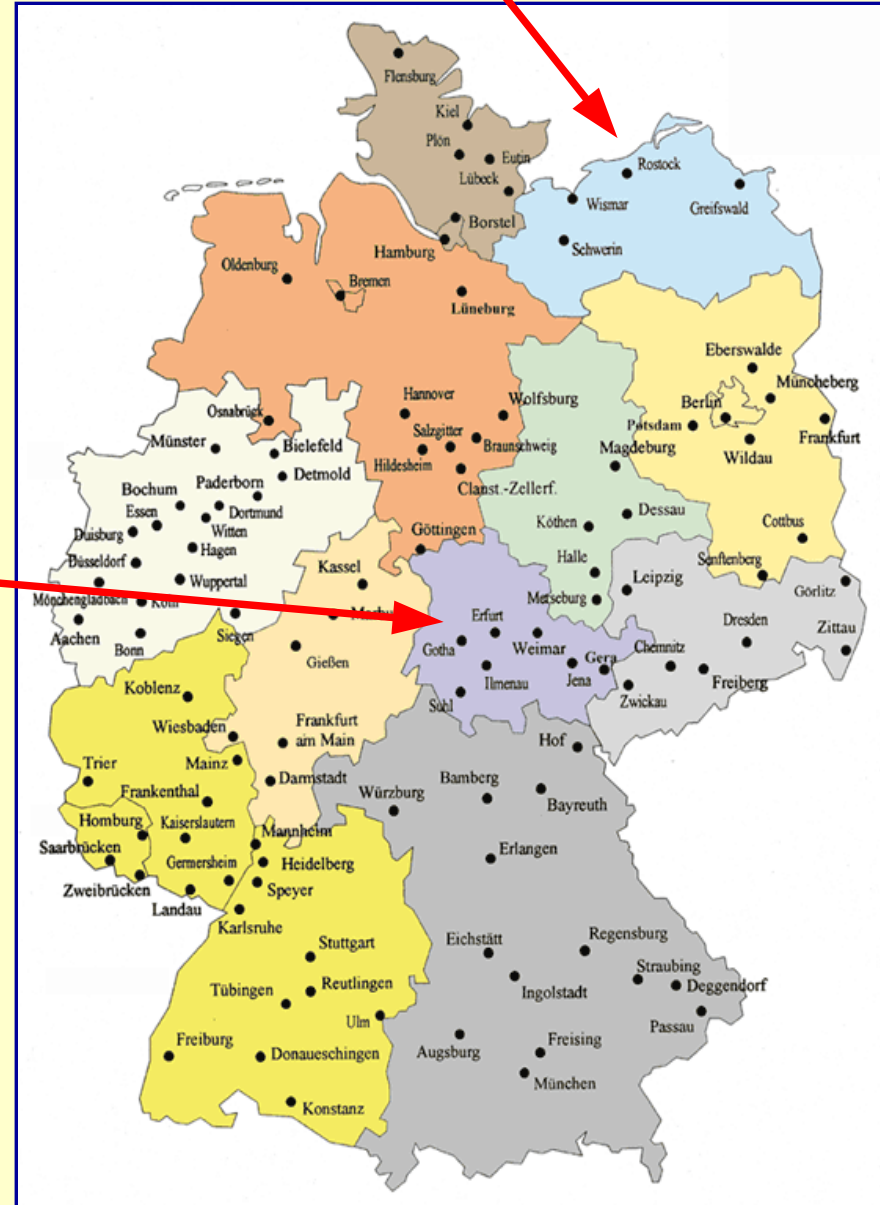 Flensburg
Kiel
Plön
Eutin
Lübeck
Rostock
Wismar
Greifswald
Borstel
Schwerin
Hamburg
Oldenburg
Bremen
Lüneburg
Eberswalde
Müncheberg
Berlin
Potsdam
Frankfurt
Wildau
Hannover
Wolfsburg
Osnabrück
Salzgitter
Braunschweig
Münster
Bielefeld
Hildesheim
Magdeburg
Detmold
Paderborn
Clanst.-Zellerf.
Bochum
Essen
Dortmund
Dessau
Duisburg
Witten
Köthen
Cottbus
Göttingen
Hagen
Düsseldorf
Kassel
Halle
Senftenberg
Wuppertal
Leipzig
Görlitz
Mönchengladbach
Köln
Merseburg
Erfurt
Dresden
Aachen
Siegen
Zittau
Bonn
Gotha
Weimar
Chemnitz
Gera
Gießen
Ilmenau
Jena
Freiberg
Koblenz
Suhl
Zwickau
Wiesbaden
Frankfurt
am Main
Hof
Trier
Mainz
Darmstadt
Bamberg
Würzburg
Frankenthal
Bayreuth
Homburg
Kaiserslautern
Mannheim
Saarbrücken
Erlangen
Germersheim
Heidelberg
Zweibrücken
Speyer
Landau
Karlsruhe
Stuttgart
Eichstätt
Regensburg
Straubing
Reutlingen
Deggendorf
Tübingen
Ingolstadt
Ulm
Passau
Freiburg
Augsburg
Freising
Donaueschingen
München
Konstanz